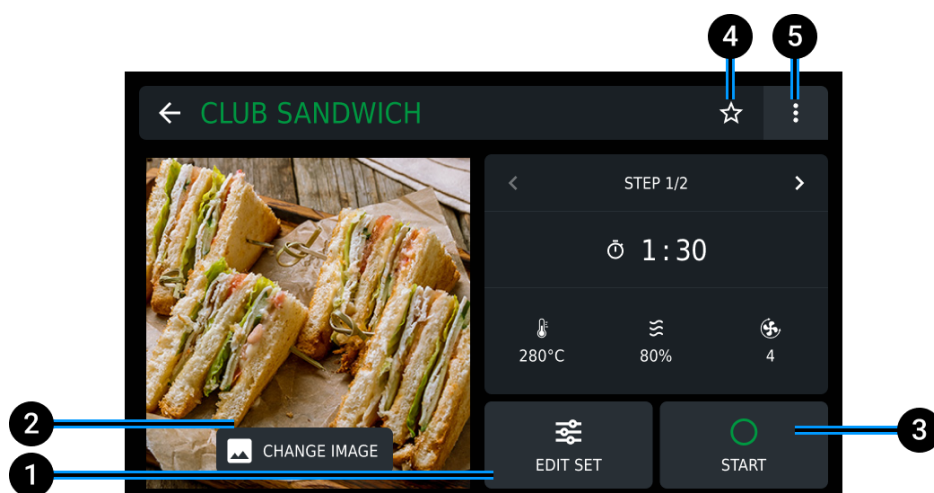 4 5
CLUB SANDWICH
STEP 1/2
1:30
280°C 80% 4
2
CHANGE IMAGE
3
1
EDIT SET START